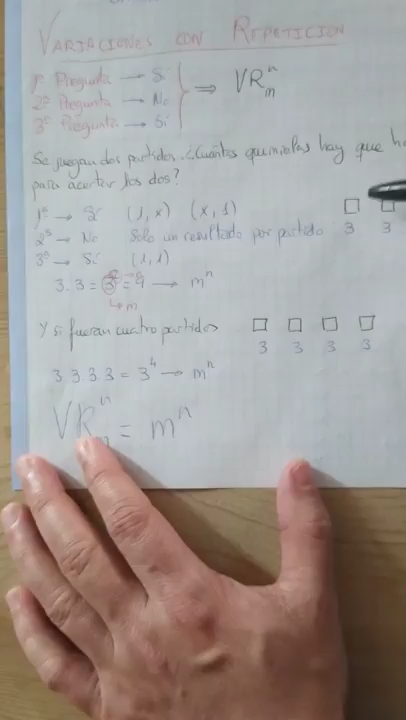 VARIACIONES CON REPETICIÓN
1ª Pregunta → Sí
2ª Pregunta → No ⇒ VRₘⁿ
3ª Pregunta → Sí
Se juegan dos partidos. ¿Cuántas quinielas hay que
para acertar los dos?
1ª → Sí (1,x) (x,1)
2ª → No Solo un resultado por partido
3ª → Sí (1,1)
3 3
3.3 = 3² = 9 → mⁿ
↳ m
Y si fueran cuatro partidos
3 3 3 3
3.3.3.3 = 3⁴ → mⁿ
VRₘⁿ = mⁿ